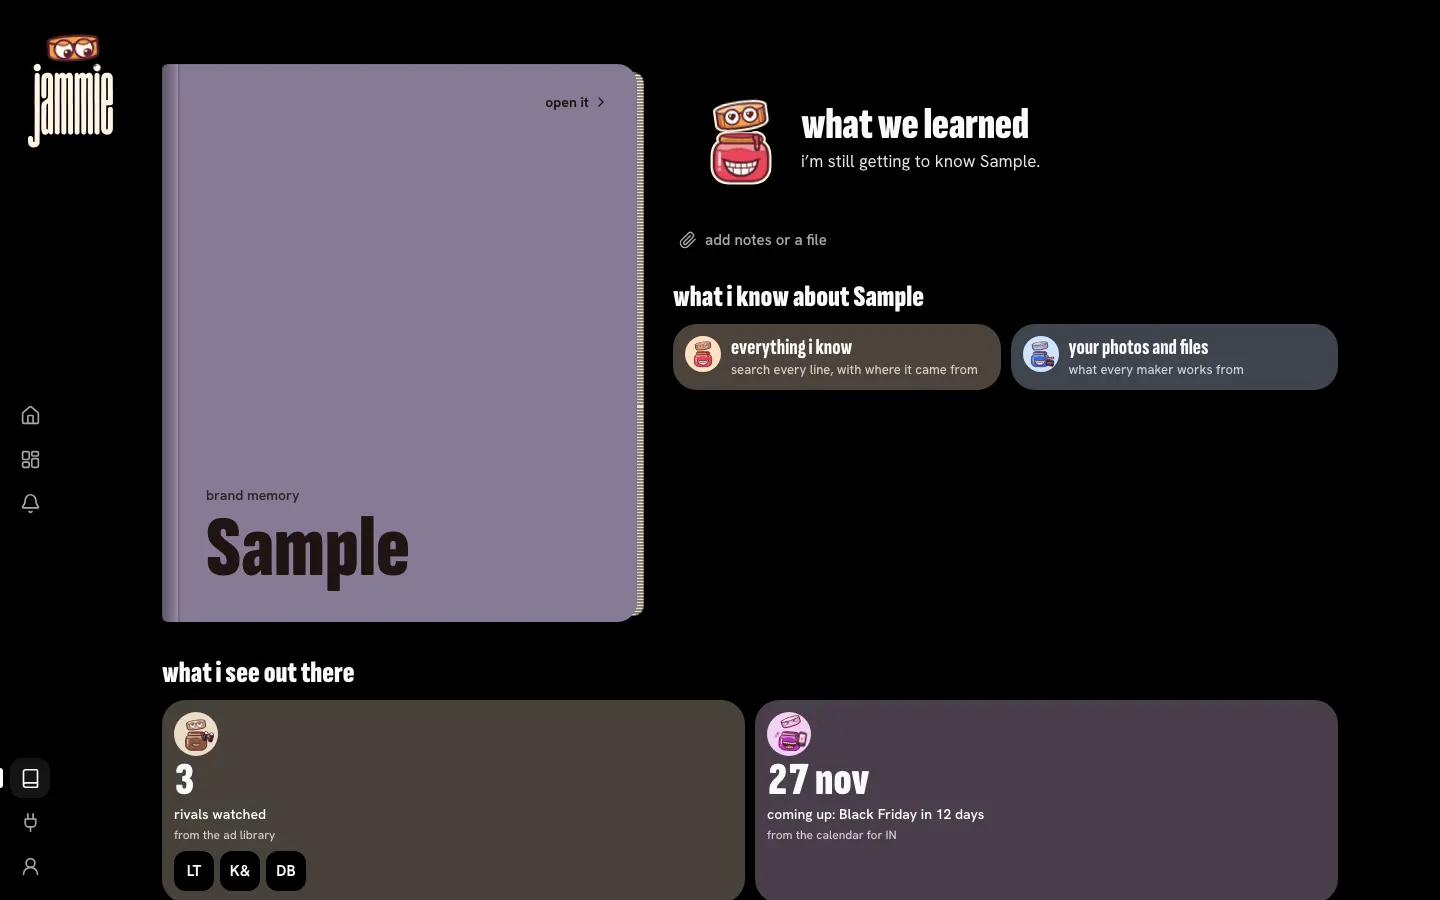 jammie
open it
brand memory
Sample
what we learned
i’m still getting to know Sample.
add notes or a file
what i know about Sample
everything i know
search every line, with where it came from
your photos and files
what every maker works from
what i see out there
3
rivals watched
from the ad library
LT K& DB
27 nov
coming up: Black Friday in 12 days
from the calendar for IN